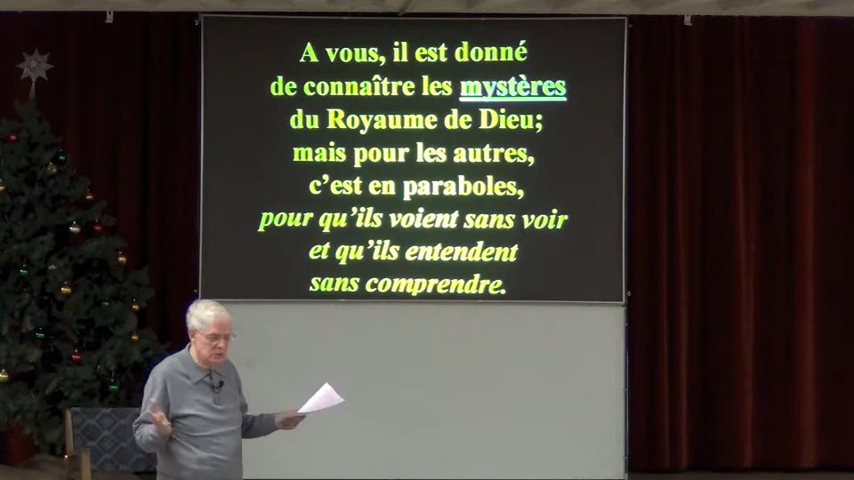 A vous, il est donné
de connaître les mystères
du Royaume de Dieu;
mais pour les autres,
c'est en paraboles,
pour qu'ils voient sans voir
et qu'ils entendent
sans comprendre.